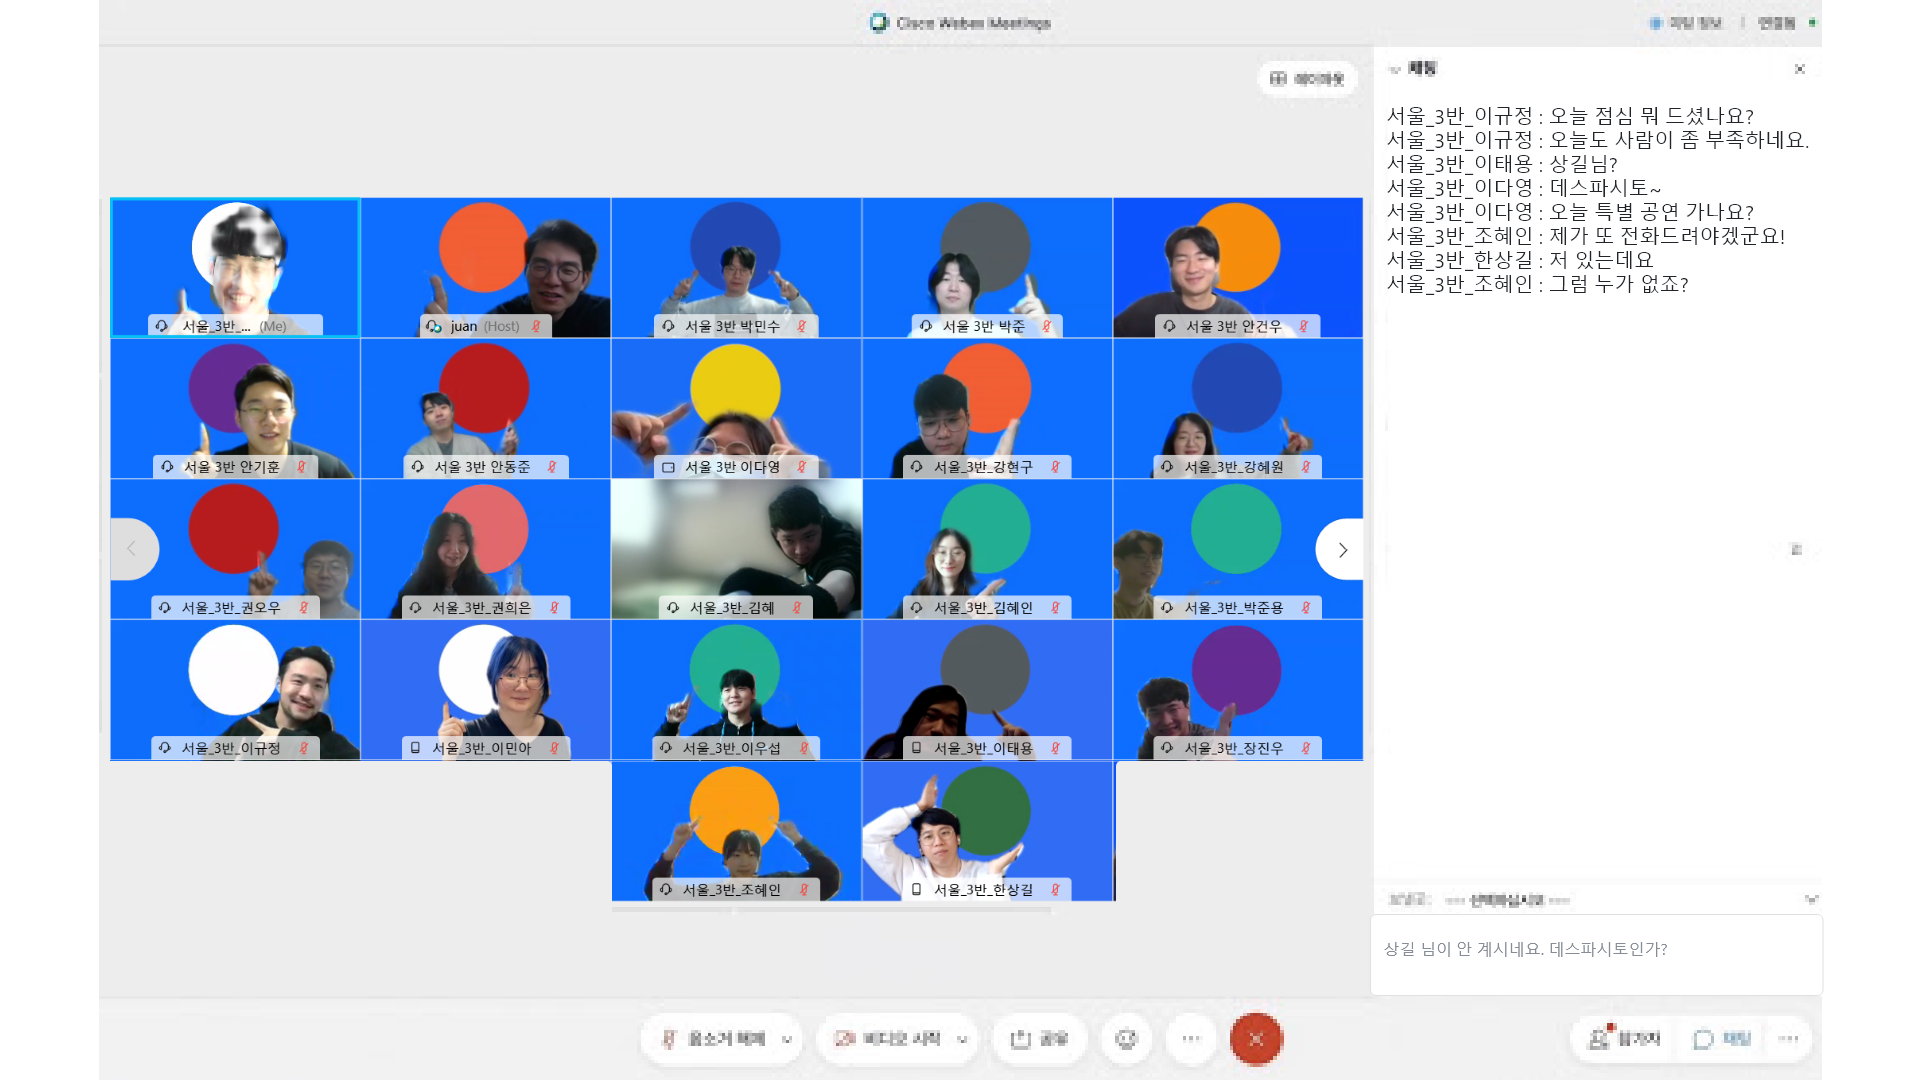 Cisco Webex Meetings
미팅 정보 | 연결됨
레이아웃
채팅
서울_3반_이규정 : 오늘 점심 뭐 드셨나요?
서울_3반_이규정 : 오늘도 사람이 좀 부족하네요.
서울_3반_이태용 : 상길님?
서울_3반_이다영 : 데스파시토~
서울_3반_이다영 : 오늘 특별 공연 가나요?
서울_3반_조혜인 : 제가 또 전화드려야겠군요!
서울_3반_한상길 : 저 있는데요
서울_3반_조혜인 : 그럼 누가 없죠?
서울_3반_... (Me)
juan (Host)
서울 3반 박민수
서울 3반 박준
서울 3반 안건우
서울 3반 안기훈
서울 3반 안동준
서울 3반 이다영
서울_3반_강현구
서울_3반_강혜원
서울_3반_권오우
서울_3반_권희은
서울_3반_김혜
서울_3반_김혜인
서울_3반_박준용
서울_3반_이규정
서울_3반_이민아
서울_3반_이우섭
서울_3반_이태용
서울_3반_장진우
서울_3반_조혜인
서울_3반_한상길
--- 선택하십시오 ---
상길 님이 안 계시네요. 데스파시토인가?
음소거 해제
비디오 시작
공유
참가자
채팅